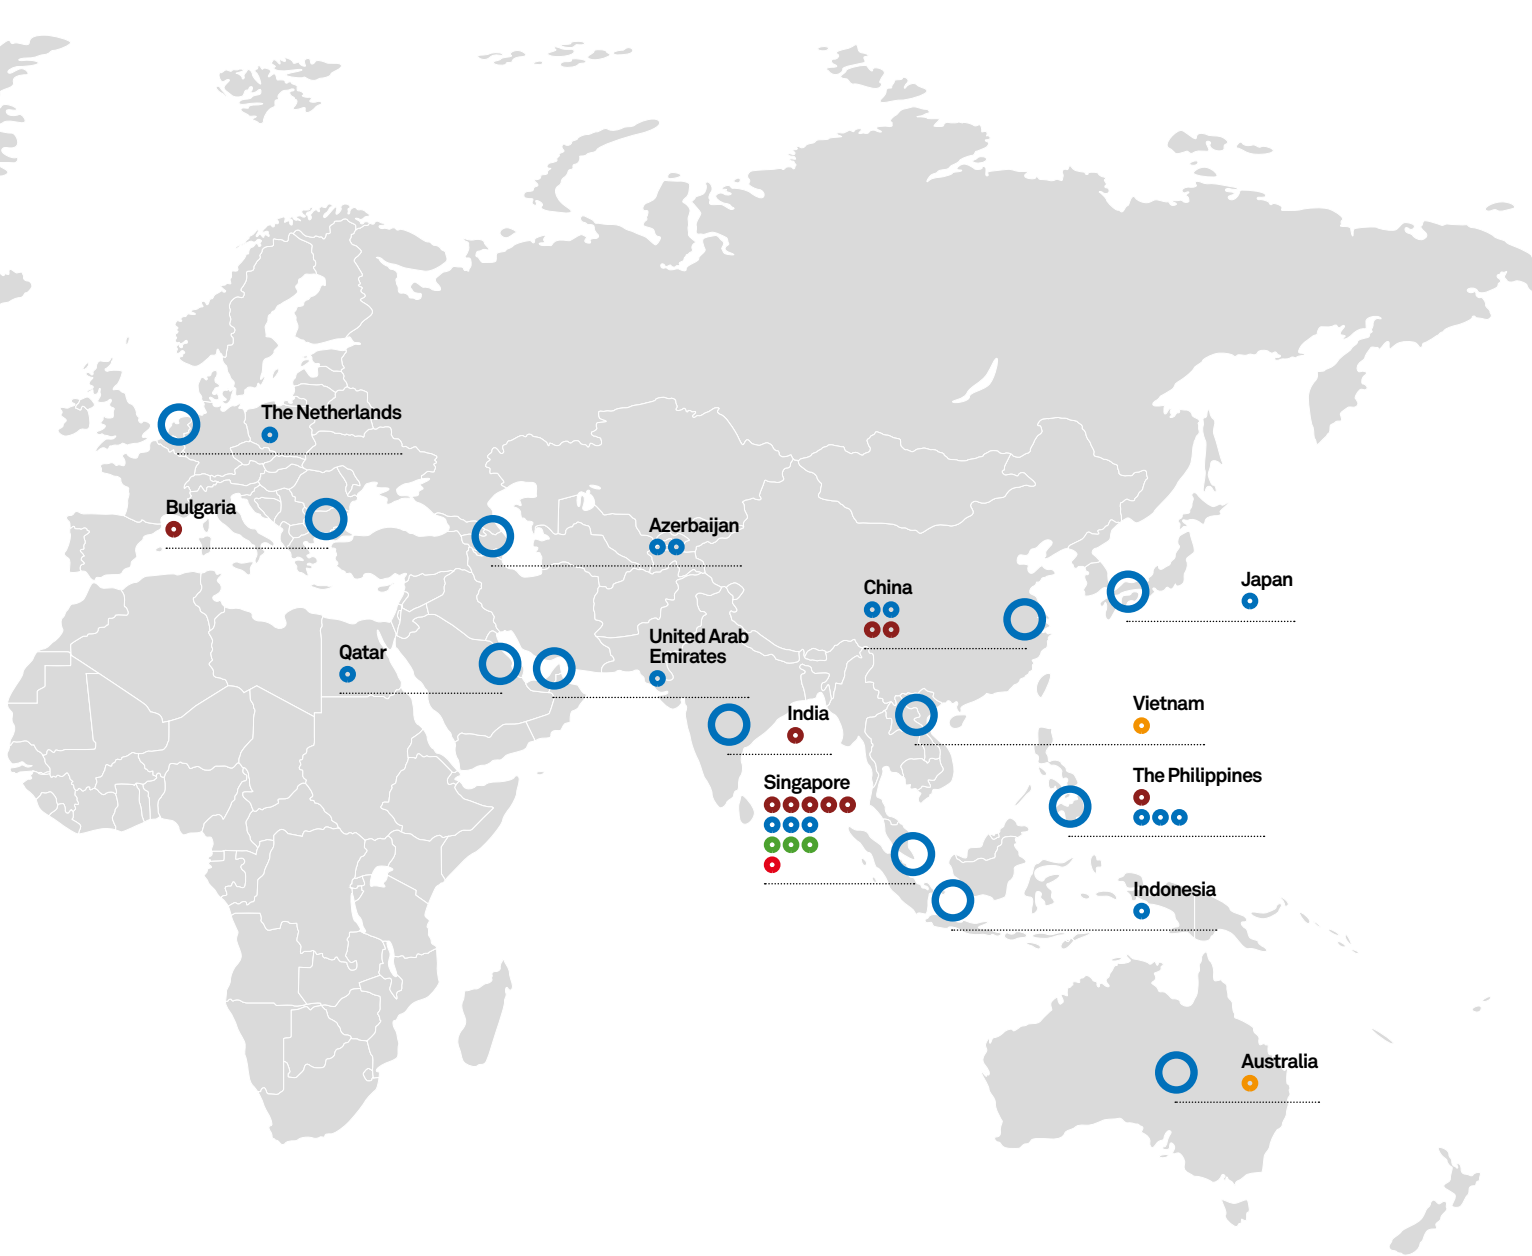 The Netherlands
Bulgaria
Azerbaijan
China
Japan
Qatar
United Arab
Emirates
India
Vietnam
Singapore
The Philippines
Indonesia
Australia